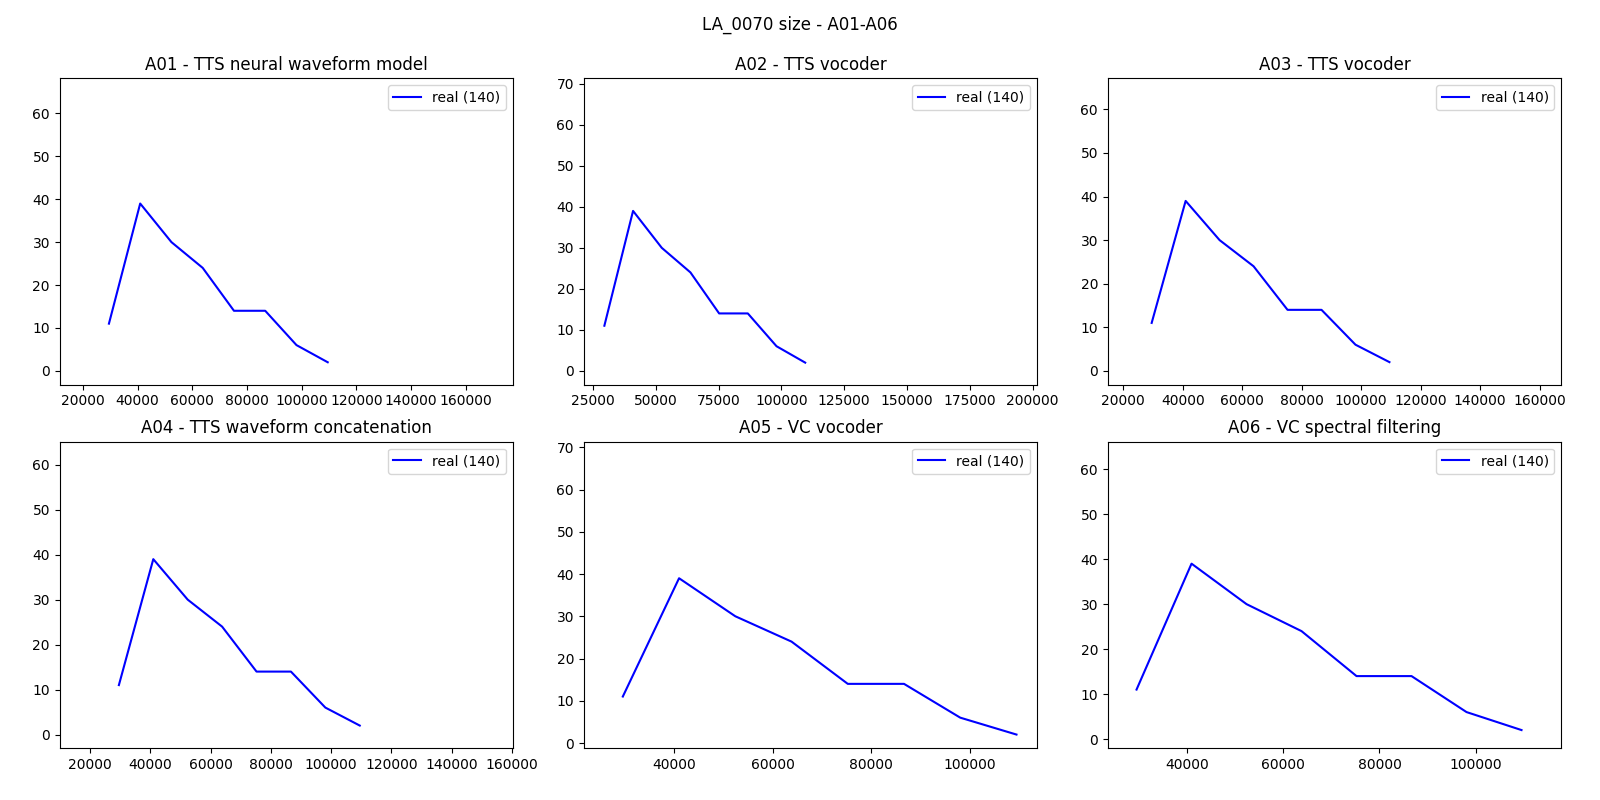 LA_0070 size - A01-A06
A01 - TTS neural waveform model
real (140)
60
50
40
30
20
10
0
20000 40000 60000 80000 100000 120000 140000 160000
A02 - TTS vocoder
real (140)
70
60
50
40
30
20
10
0
25000 50000 75000 100000 125000 150000 175000 200000
A03 - TTS vocoder
real (140)
60
50
40
30
20
10
0
20000 40000 60000 80000 100000 120000 140000 160000
A04 - TTS waveform concatenation
real (140)
60
50
40
30
20
10
0
20000 40000 60000 80000 100000 120000 140000 160000
A05 - VC vocoder
real (140)
70
60
50
40
30
20
10
0
40000 60000 80000 100000
A06 - VC spectral filtering
real (140)
60
50
40
30
20
10
0
40000 60000 80000 100000